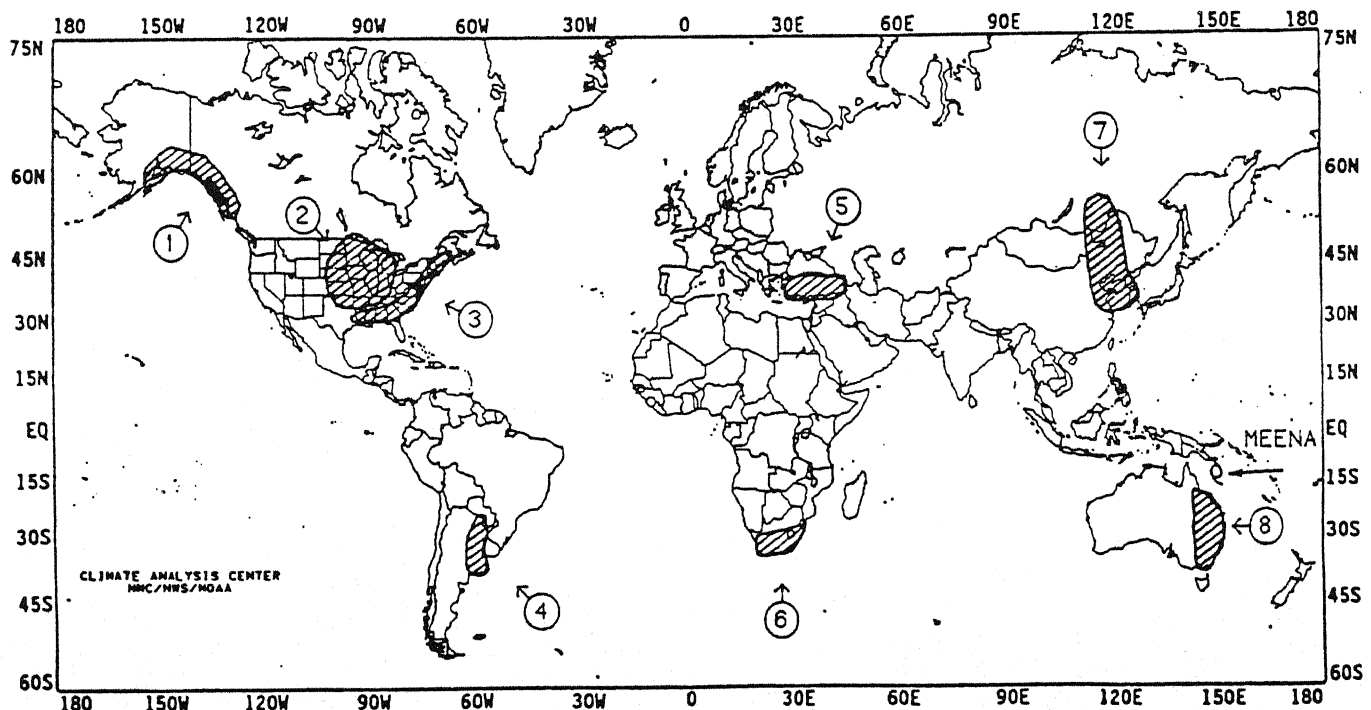 180 150W 120W 90W 60W 30W 0 30E 60E 90E 120E 150E 180
75N 75N
7
60N 60N
2 5
1
45N 45N
3
30N 30N
15N 15N
EQ EQ
MEENA
15S 15S
8
30S 30S
CLIMATE ANALYSIS CENTER
NMC/NWS/NOAA
45S 45S
4 6
60S 60S
180 150W 120W 90W 60W 30W 0 30E 60E 90E 120E 150E 180